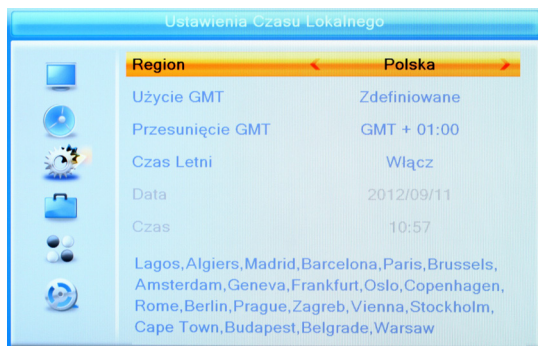 Ustawienia Czasu Lokalnego
Region Polska
Użycie GMT Zdefiniowane
Przesunięcie GMT GMT + 01:00
Czas Letni Włącz
Data 2012/09/11
Czas 10:57
Lagos,Algiers,Madrid,Barcelona,Paris,Brussels,
Amsterdam,Geneva,Frankfurt,Oslo,Copenhagen,
Rome,Berlin,Prague,Zagreb,Vienna,Stockholm,
Cape Town,Budapest,Belgrade,Warsaw